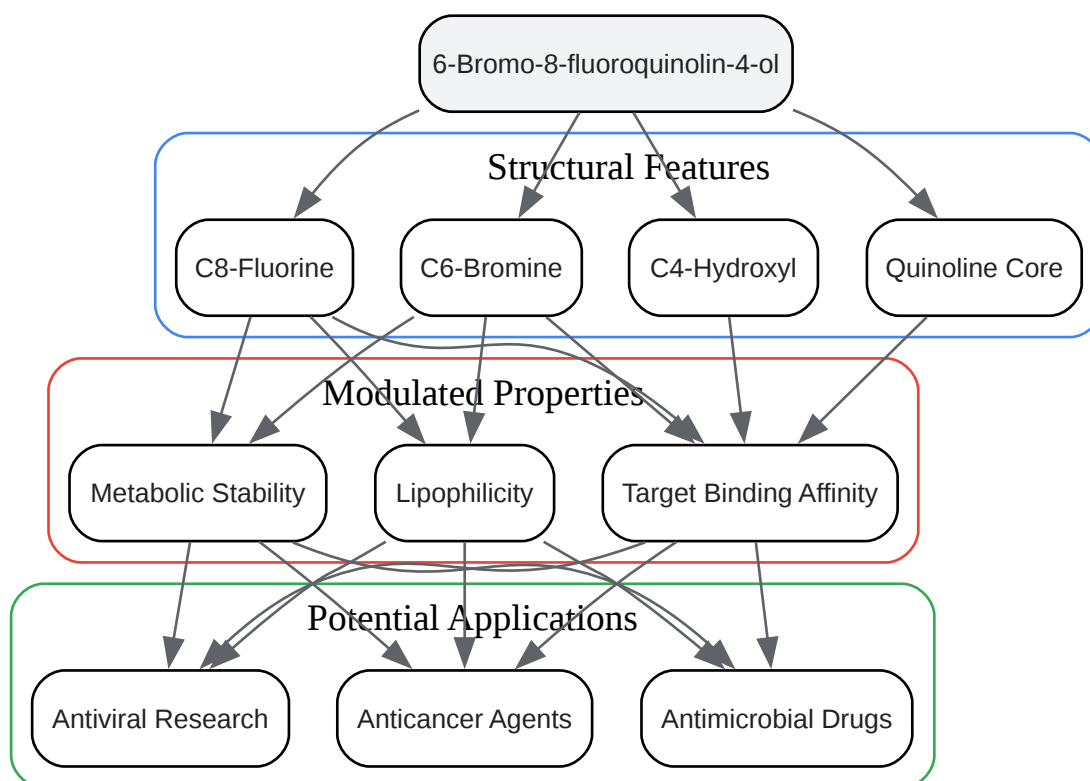 6-Bromo-8-fluoroquinolin-4-ol
Structural Features
C8-Fluorine
C6-Bromine
C4-Hydroxyl
Quinoline Core
Modulated Properties
Metabolic Stability
Lipophilicity
Target Binding Affinity
Potential Applications
Antiviral Research
Anticancer Agents
Antimicrobial Drugs